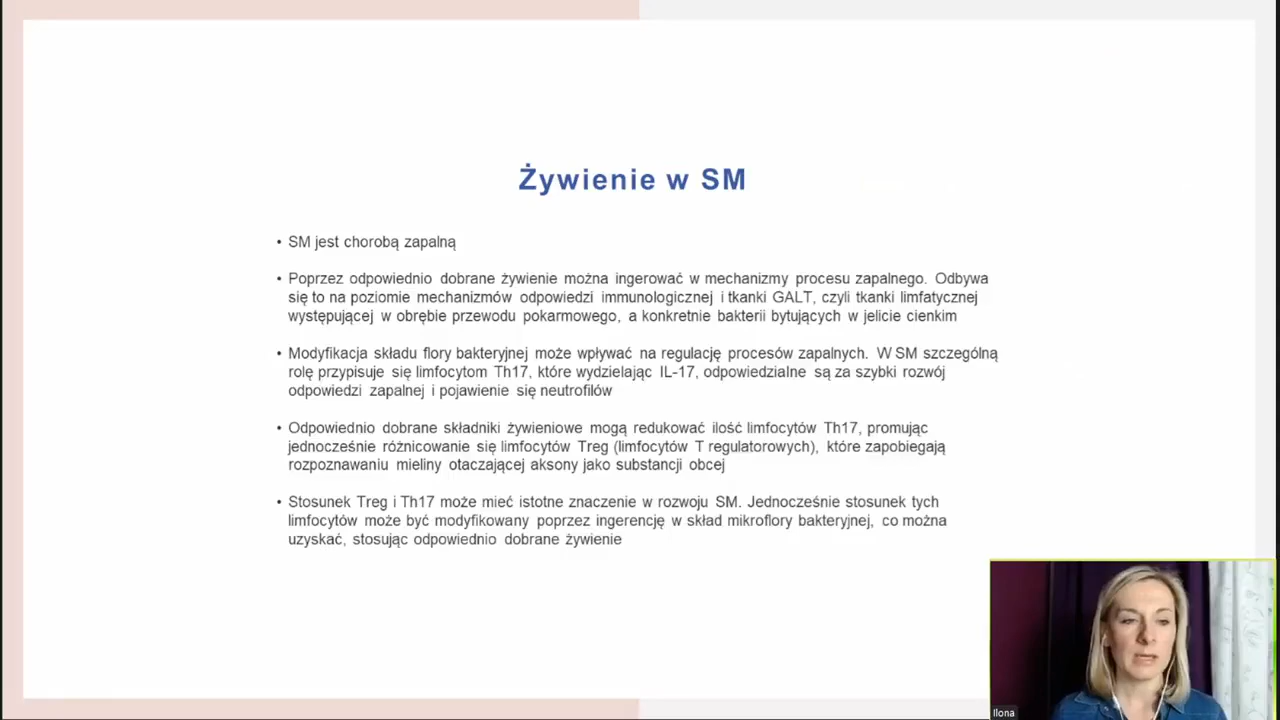 Żywienie w SM
• SM jest chorobą zapalną
• Poprzez odpowiednio dobrane żywienie można ingerować w mechanizmy procesu zapalnego. Odbywa
się to na poziomie mechanizmów odpowiedzi immunologicznej i tkanki GALT, czyli tkanki limfatycznej
występującej w obrębie przewodu pokarmowego, a konkretnie bakterii bytujących w jelicie cienkim
• Modyfikacja składu flory bakteryjnej może wpływać na regulację procesów zapalnych. W SM szczególną
rolę przypisuje się limfocytom Th17, które wydzielając IL-17, odpowiedzialne są za szybki rozwój
odpowiedzi zapalnej i pojawienie się neutrofilów
• Odpowiednio dobrane składniki żywieniowe mogą redukować ilość limfocytów Th17, promując
jednocześnie różnicowanie się limfocytów Treg (limfocytów T regulatorowych), które zapobiegają
rozpoznawaniu mieliny otaczającej aksony jako substancji obcej
• Stosunek Treg i Th17 może mieć istotne znaczenie w rozwoju SM. Jednocześnie stosunek tych
limfocytów może być modyfikowany poprzez ingerencję w skład mikroflory bakteryjnej, co można
uzyskać, stosując odpowiednio dobrane żywienie
Ilona